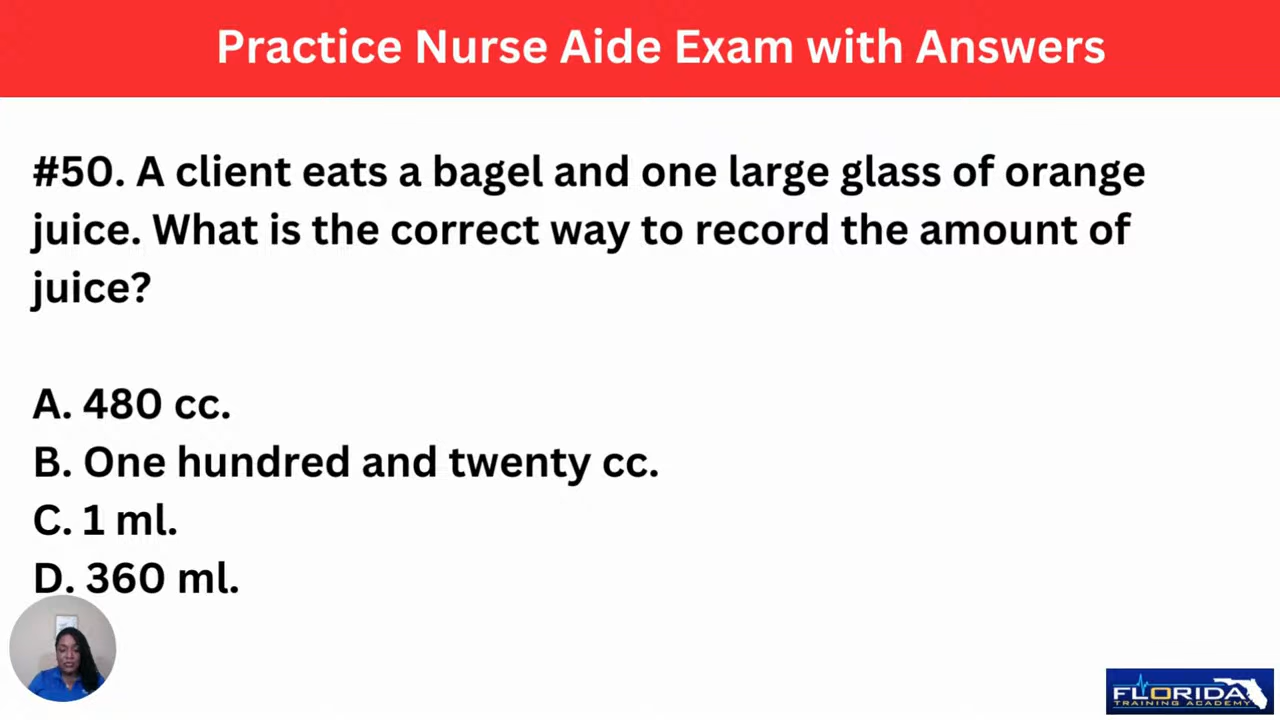 Practice Nurse Aide Exam with Answers
#50. A client eats a bagel and one large glass of orange
juice. What is the correct way to record the amount of
juice?
A. 480 cc.
B. One hundred and twenty cc.
C. 1 ml.
D. 360 ml.
FLORIDA
TRAINING ACADEMY